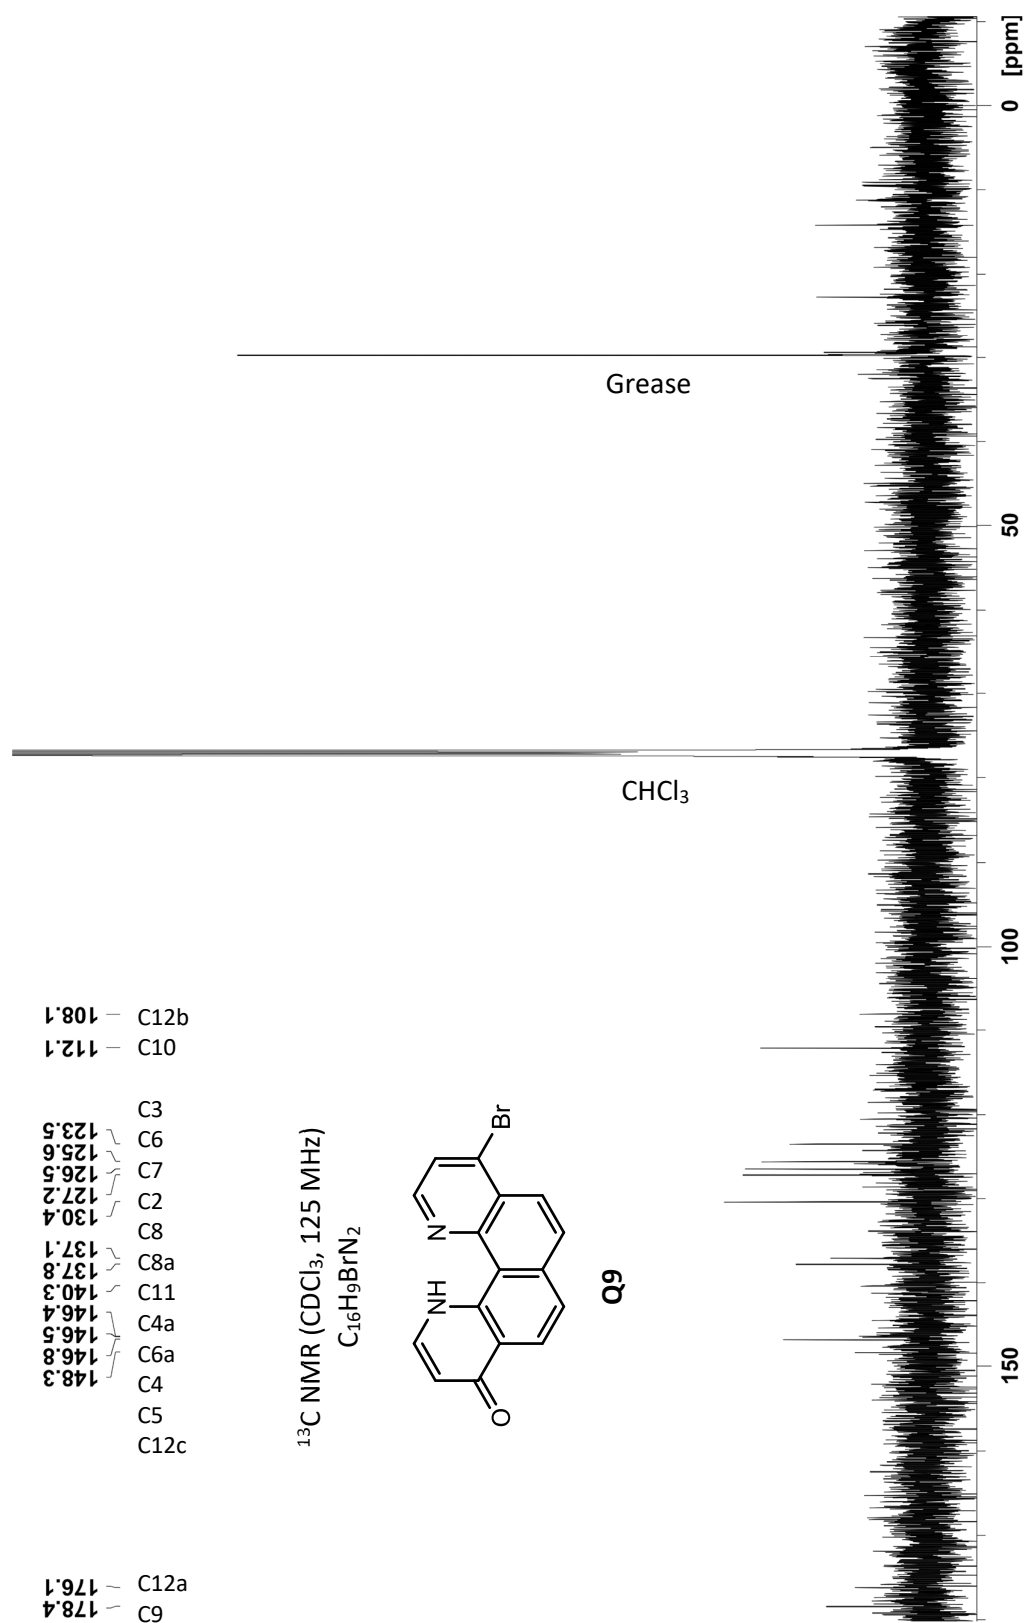 108.1 C12b
112.1 C10
C3
123.5 C6
125.6
126.5 C7
127.2
130.4 C2
C8
137.1
137.8 C8a
140.3 C11
146.4 C4a
146.5
146.8 C6a
148.3 C4
C5
C12c
176.1 C12a
178.4 C9
¹³C NMR (CDCl₃, 125 MHz)
C₁₆H₉BrN₂
Br
N
NH
O
Q9
Grease
CHCl₃
[ppm]
0
50
100
150